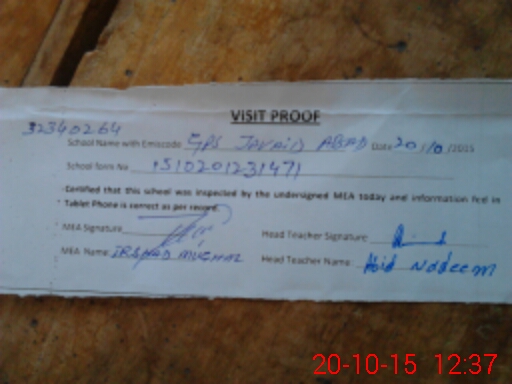 VISIT PROOF
32340264
School Name with Emiscode GPS JAVAID ABAD Date 20/10/2015
School form No 1510201231471
Certified that this school was inspected by the undersigned MEA today and information feel in
Tablet Phone is correct as per record.
MEA Signature
Head Teacher Signature
MEA Name: IRSHAD MUGHAL
Head Teacher Name: Abid Nadeem
20-10-15 12:37